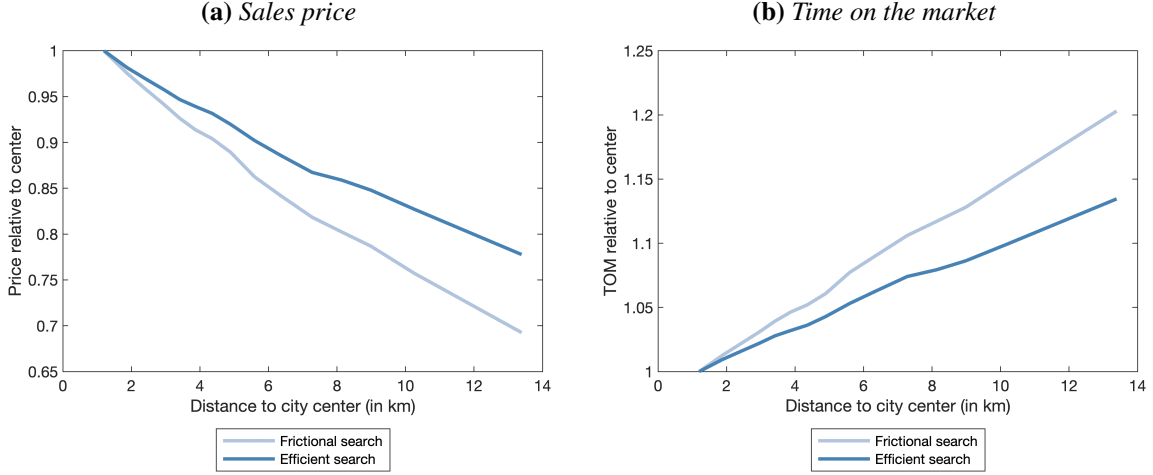 (a) Sales price
1
0.95
0.9
0.85
0.8
0.75
0.7
0.65
Price relative to center
0 2 4 6 8 10 12 14
Distance to city center (in km)
Frictional search
Efficient search
(b) Time on the market
1.25
1.2
1.15
1.1
1.05
1
TOM relative to center
0 2 4 6 8 10 12 14
Distance to city center (in km)
Frictional search
Efficient search